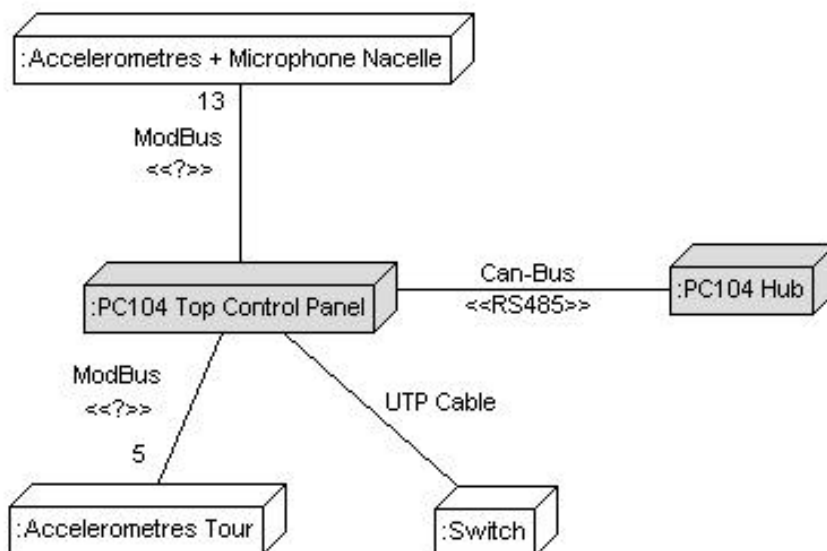 :Accelerometres + Microphone Nacelle
13
ModBus
<<?>>
Can-Bus
<<RS485>>
:PC104 Top Control Panel
:PC104 Hub
ModBus
<<?>>
5
UTP Cable
:Accelerometres Tour
:Switch